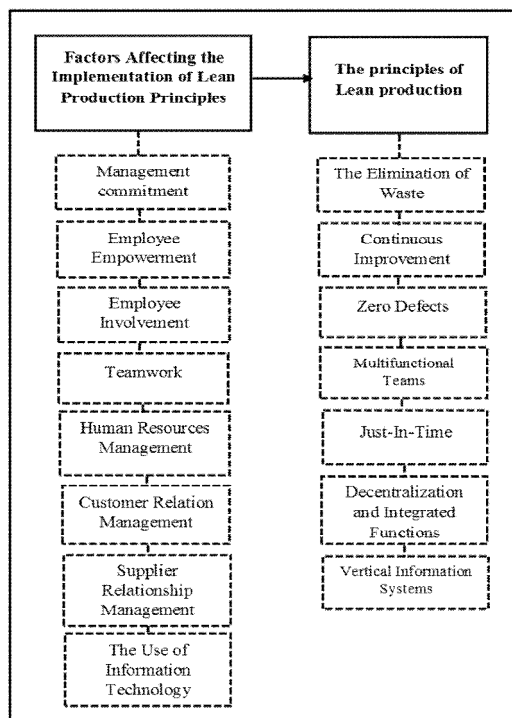 Factors Affecting the
Implementation of Lean
Production Principles
Management
commitment
Employee
Empowerment
Employee
Involvement
Teamwork
Human Resources
Management
Customer Relation
Management
Supplier
Relationship
Management
The Use of
Information
Technology
The principles of
Lean production
The Elimination of
Waste
Continuous
Improvement
Zero Defects
Multifunctional
Teams
Just-In-Time
Decentralization
and Integrated
Functions
Vertical Information
Systems